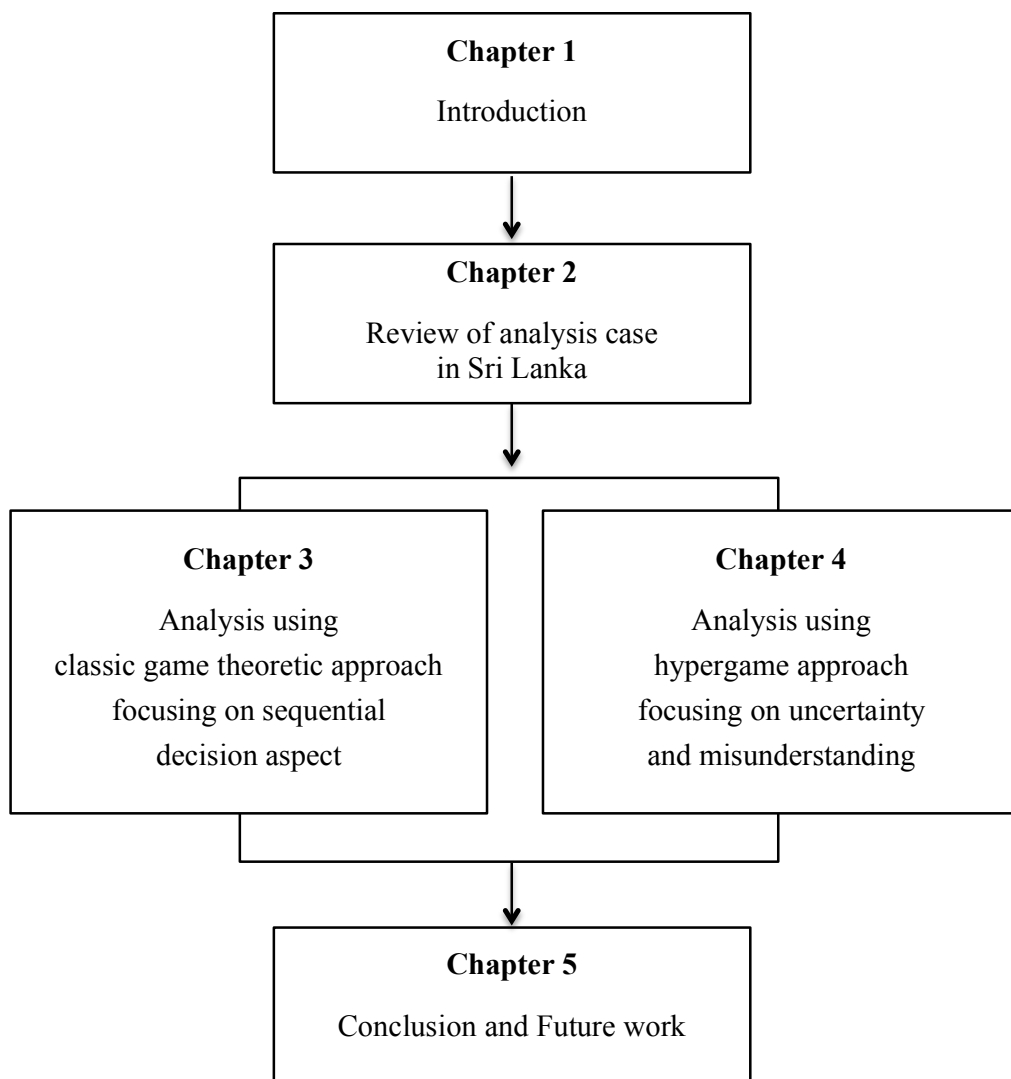 Chapter 1
Introduction
Chapter 2
Review of analysis case
in Sri Lanka
Chapter 3
Analysis using
classic game theoretic approach
focusing on sequential
decision aspect
Chapter 4
Analysis using
hypergame approach
focusing on uncertainty
and misunderstanding
Chapter 5
Conclusion and Future work